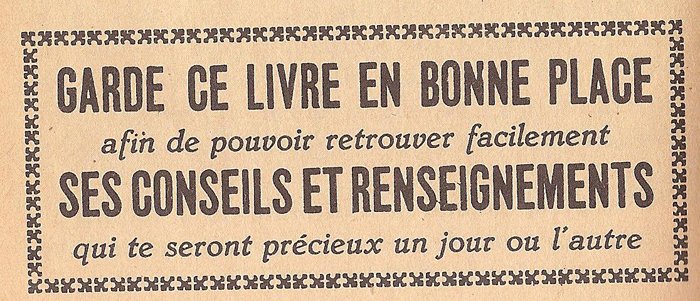 GARDE CE LIVRE EN BONNE PLACE
afin de pouvoir retrouver facilement
SES CONSEILS ET RENSEIGNEMENTS
qui te seront précieux un jour ou l'autre